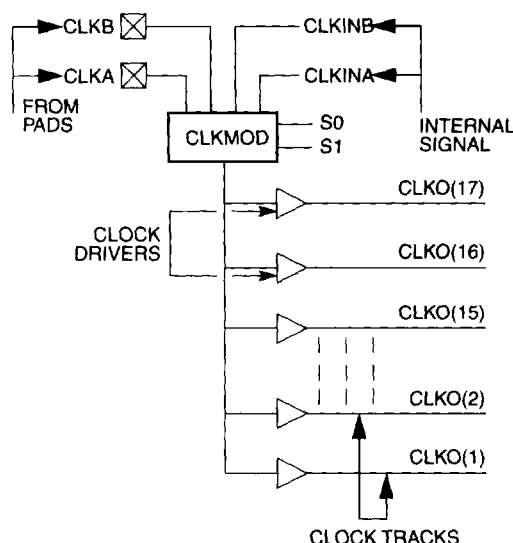 CLKB
CLKINB
CLKA
CLKINA
FROM
PADS
CLKMOD
S0
S1
INTERNAL
SIGNAL
CLKO(17)
CLOCK
DRIVERS
CLKO(16)
CLKO(15)
CLKO(2)
CLKO(1)
CLOCK TRACKS